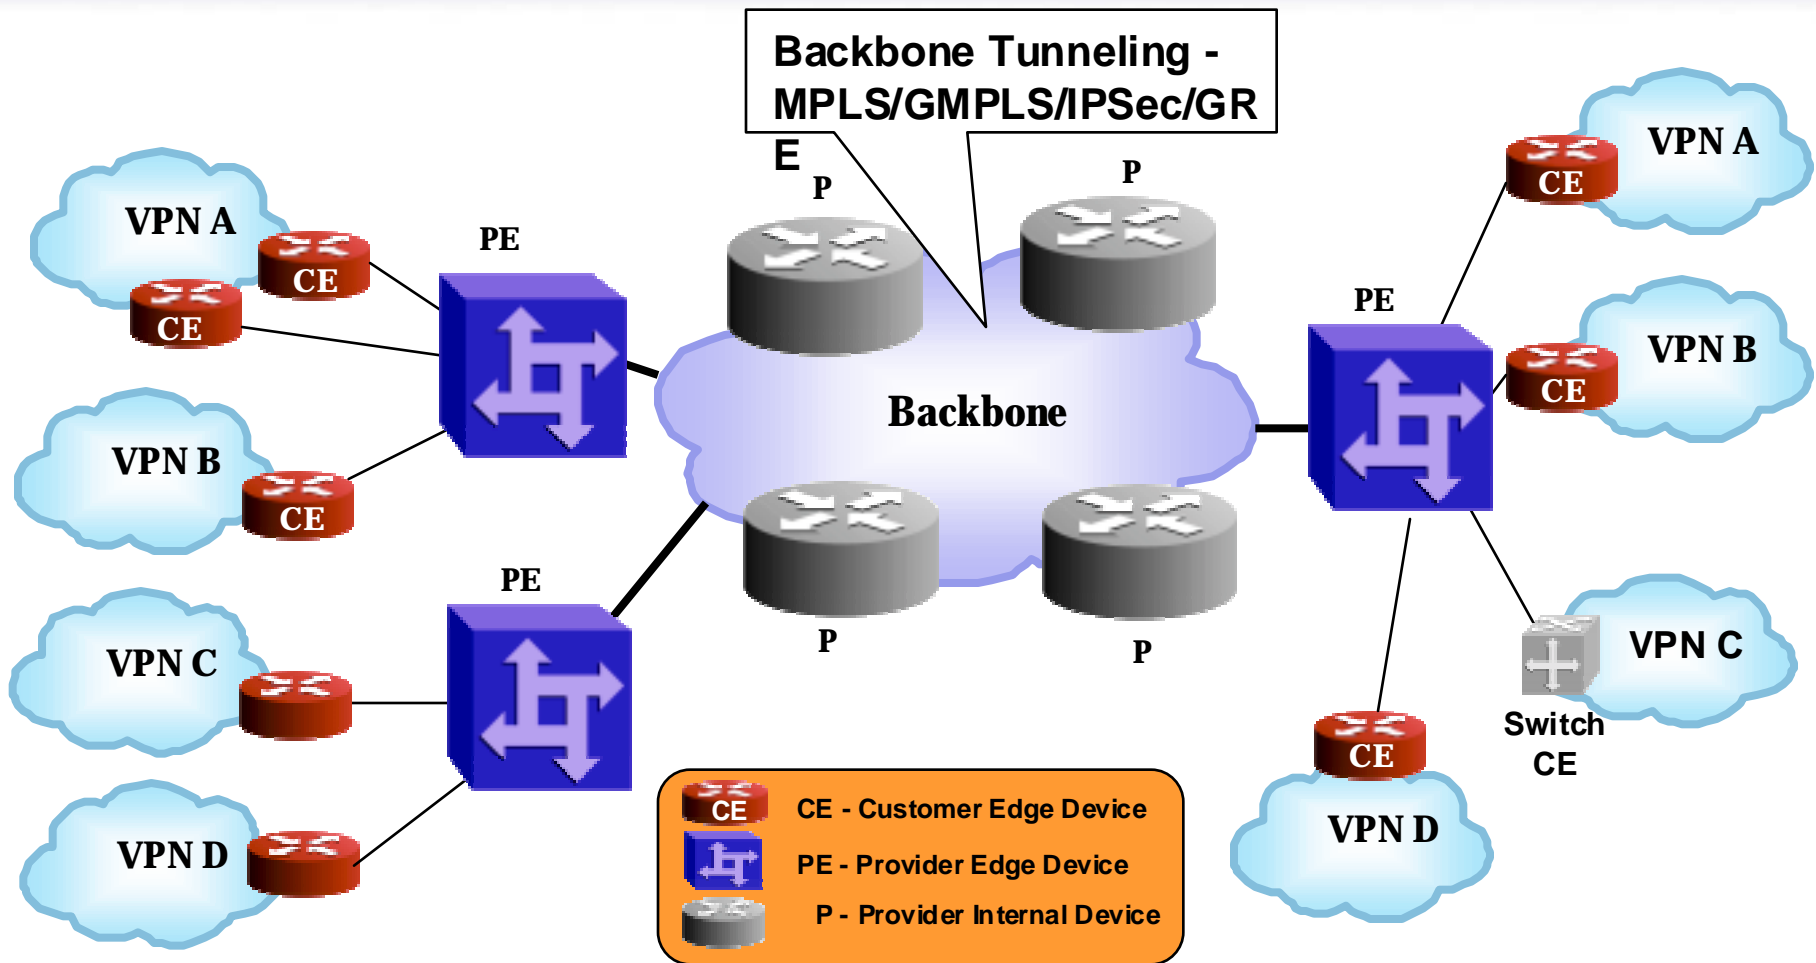 Backbone Tunneling -
MPLS/GMPLS/IPSec/GR
E
P
P
VPN A
CE
CE
PE
VPN B
CE
PE
VPN C
VPN D
Backbone
P
P
PE
VPN A
CE
VPN B
CE
VPN C
Switch
CE
CE
VPN D
CE
CE - Customer Edge Device
PE - Provider Edge Device
P - Provider Internal Device